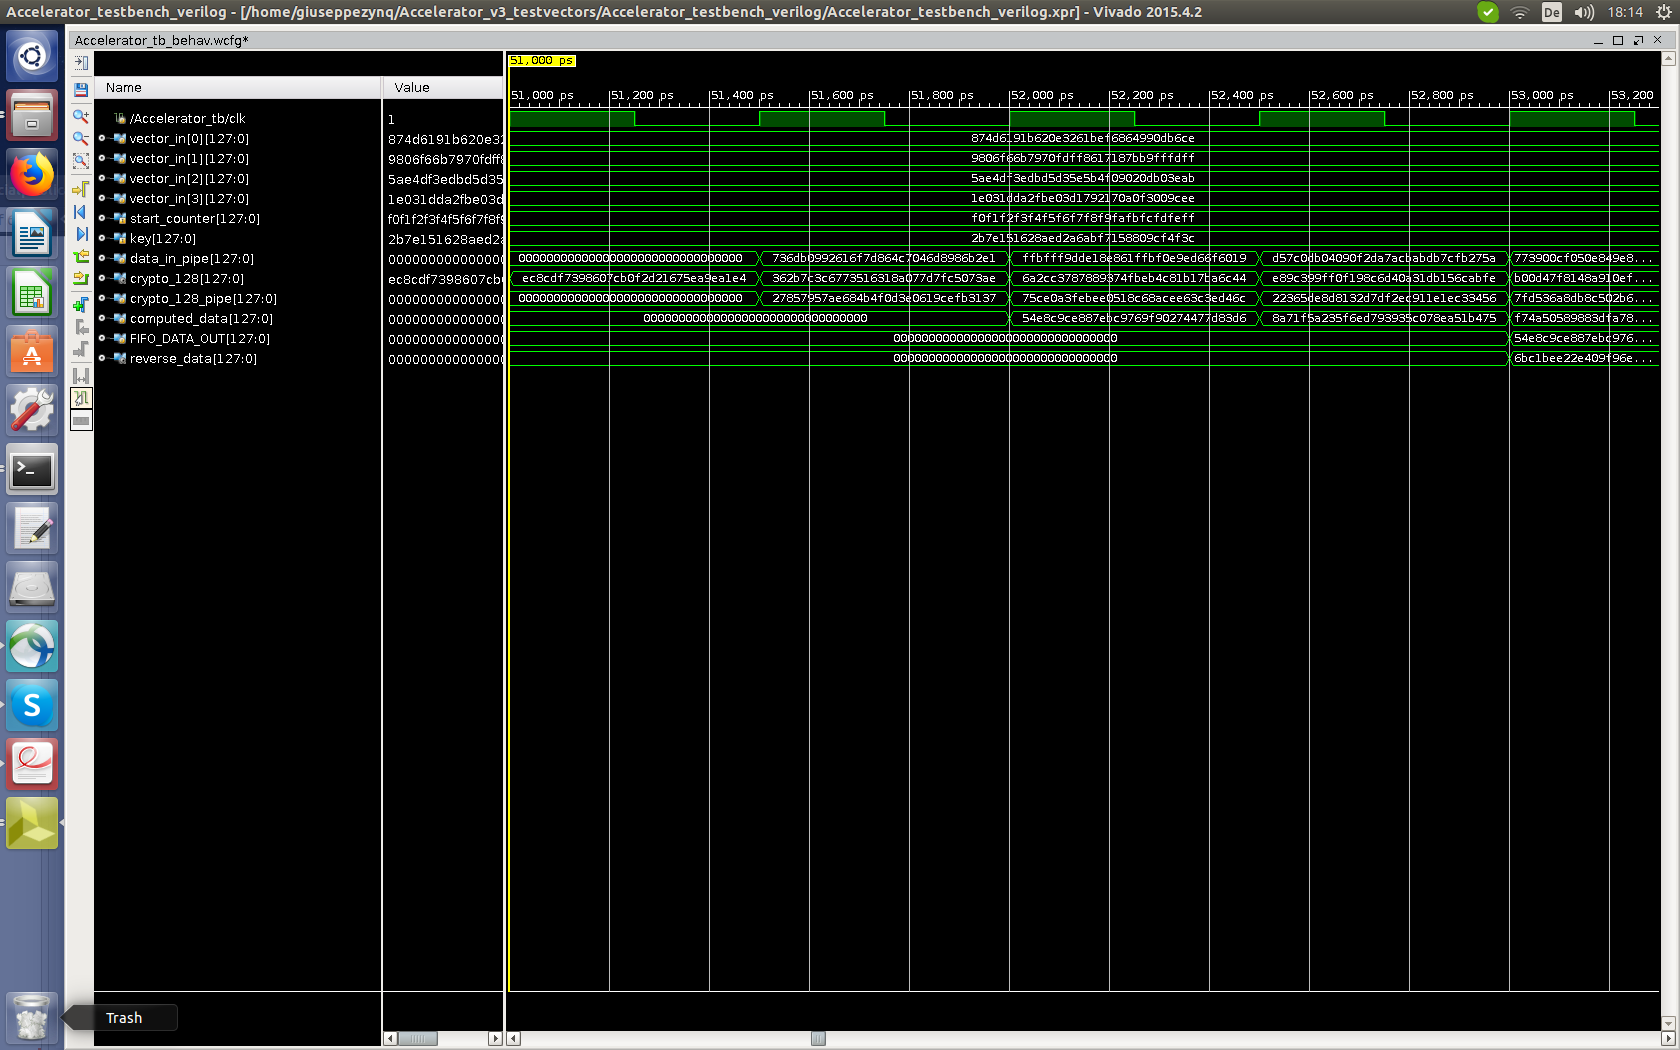 Accelerator_testbench_verilog - [/home/giuseppezynq/Accelerator_v3_testvectors/Accelerator_testbench_verilog/Accelerator_testbench_verilog.xpr] - Vivado 2015.4.2
De
18:14
Accelerator_tb_behav.wcfg*
51,000 ps
Name Value
51,000 ps 51,200 ps 51,400 ps 51,600 ps 51,800 ps 52,000 ps 52,200 ps 52,400 ps 52,600 ps 52,800 ps 53,000 ps 53,200
/Accelerator_tb/clk 1
vector_in[0][127:0] 874d6191b620e32 874d6191b620e3261bef6864990db6ce
vector_in[1][127:0] 9806f66b7970fdff8 9806f66b7970fdff8617187bb9fffdff
vector_in[2][127:0] 5ae4df3edbd5d35 5ae4df3edbd5d35e5b4f09020db03eab
vector_in[3][127:0] 1e031dda2fbe03d 1e031dda2fbe03d1792170a0f3009cee
start_counter[127:0] f0f1f2f3f4f5f6f7f8f9 f0f1f2f3f4f5f6f7f8f9fafbfcfdfeff
key[127:0] 2b7e151628aed2a 2b7e151628aed2a6abf7158809cf4f3c
data_in_pipe[127:0] 000000000000000 00000000000000000000000000000000 736db0992616f7d864c7046d8986b2e1 ffbfff9dde18e861ffbf0e9ed66f6019 d57c0db04090f2da7acbabdb7cfb275a 773900cf050e849e8...
crypto_128[127:0] ec8cdf7398607cb ec8cdf7398607cb0f2d21675ea9ea1e4 362b7c3c6773516318a077d7fc5073ae 6a2cc3787889374fbeb4c81b17ba6c44 e89c399ff0f198c6d40a31db156cabfe b00d47f8148a910ef...
crypto_128_pipe[127:0] 000000000000000 00000000000000000000000000000000 27857957ae684b4f0d3e0619cefb3137 75ce0a3febee0518c68acee63c3ed46c 22365de8d8132d7df2ec911e1ec33456 7fd536a8db8c502b6...
computed_data[127:0] 000000000000000 00000000000000000000000000000000 54e8c9ce887ebc9769f90274477d83d6 8a71f5a235f6ed793935c078ea51b475 f74a50589883dfa78...
FIFO_DATA_OUT[127:0] 000000000000000 00000000000000000000000000000000 54e8c9ce887ebc976...
reverse_data[127:0] 000000000000000 00000000000000000000000000000000 6bc1bee22e409f96e...
Trash